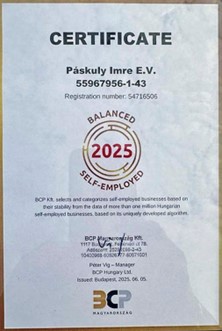 CERTIFICATE
Páskuly Imre E.V.
55967956-1-43
Registration number: 54716506
BALANCED
2025
SELF-EMPLOYED
BCP Kft. selects and categorizes self-employed businesses based on
their stability from the data of more than one million Hungarian
self-employed businesses, based on its uniquely developed algorithm.
BCP Magyarország Kft.
1117 Budapest,
Péter Vig – Manager
BCP Hungary Ltd.
Issued: Budapest, 2025. 06. 05.
BCP
MAGYARORSZÁG